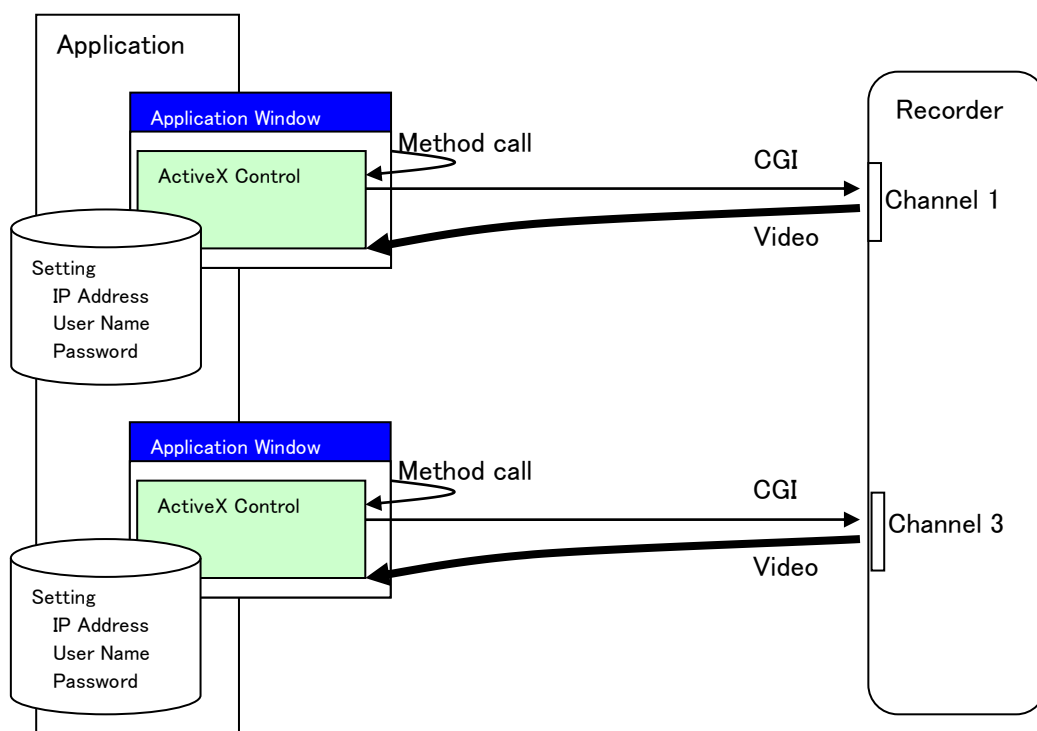 Application
Recorder
Application Window
Method call
ActiveX Control
CGI
Channel 1
Video
Setting
IP Address
User Name
Password
Application Window
Method call
ActiveX Control
CGI
Channel 3
Video
Setting
IP Address
User Name
Password